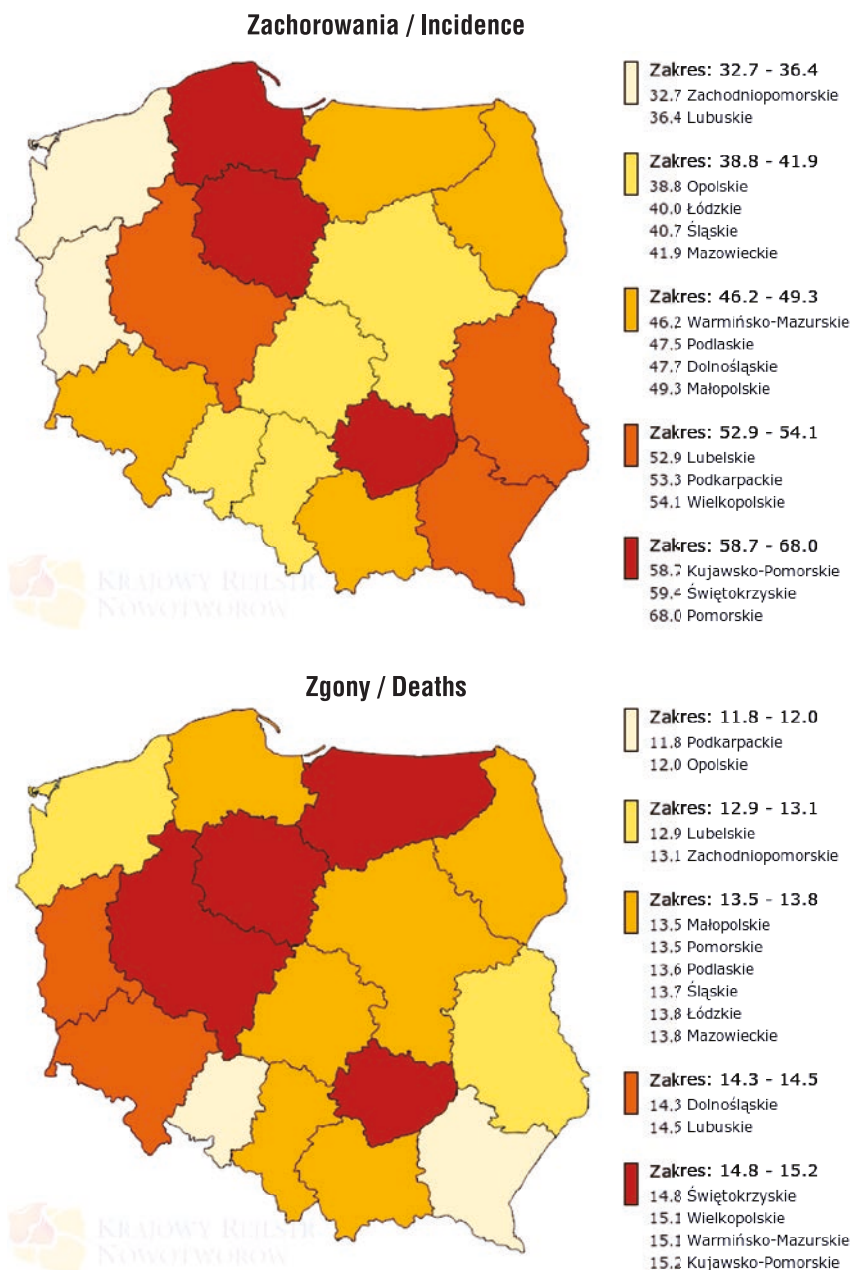 Zachorowania / Incidence
Zakres: 32.7 - 36.4
32.7 Zachodniopomorskie
36.4 Lubuskie
Zakres: 38.8 - 41.9
38.8 Opolskie
40.0 Łódzkie
40.7 Śląskie
41.9 Mazowieckie
Zakres: 46.2 - 49.3
46.2 Warmińsko-Mazurskie
47.5 Podlaskie
47.7 Dolnośląskie
49.3 Małopolskie
Zakres: 52.9 - 54.1
52.9 Lubelskie
53.3 Podkarpackie
54.1 Wielkopolskie
Zakres: 58.7 - 68.0
58.7 Kujawsko-Pomorskie
59.4 Świętokrzyskie
68.0 Pomorskie
KRAJOWY REJESTR
NOWOTWORÓW
Zgony / Deaths
Zakres: 11.8 - 12.0
11.8 Podkarpackie
12.0 Opolskie
Zakres: 12.9 - 13.1
12.9 Lubelskie
13.1 Zachodniopomorskie
Zakres: 13.5 - 13.8
13.5 Małopolskie
13.5 Pomorskie
13.6 Podlaskie
13.7 Śląskie
13.8 Łódzkie
13.8 Mazowieckie
Zakres: 14.3 - 14.5
14.3 Dolnośląskie
14.5 Lubuskie
Zakres: 14.8 - 15.2
14.8 Świętokrzyskie
15.1 Wielkopolskie
15.1 Warmińsko-Mazurskie
15.2 Kujawsko-Pomorskie
KRAJOWY REJESTR
NOWOTWORÓW